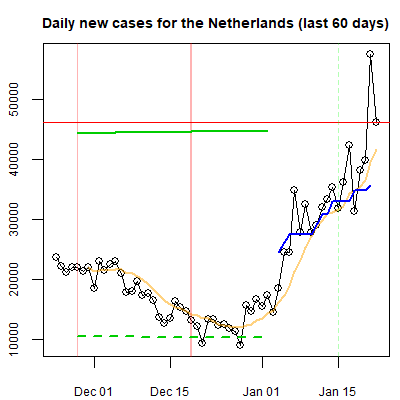 Daily new cases for the Netherlands (last 60 days)
50000
40000
30000
20000
10000
Dec 01 Dec 15 Jan 01 Jan 15